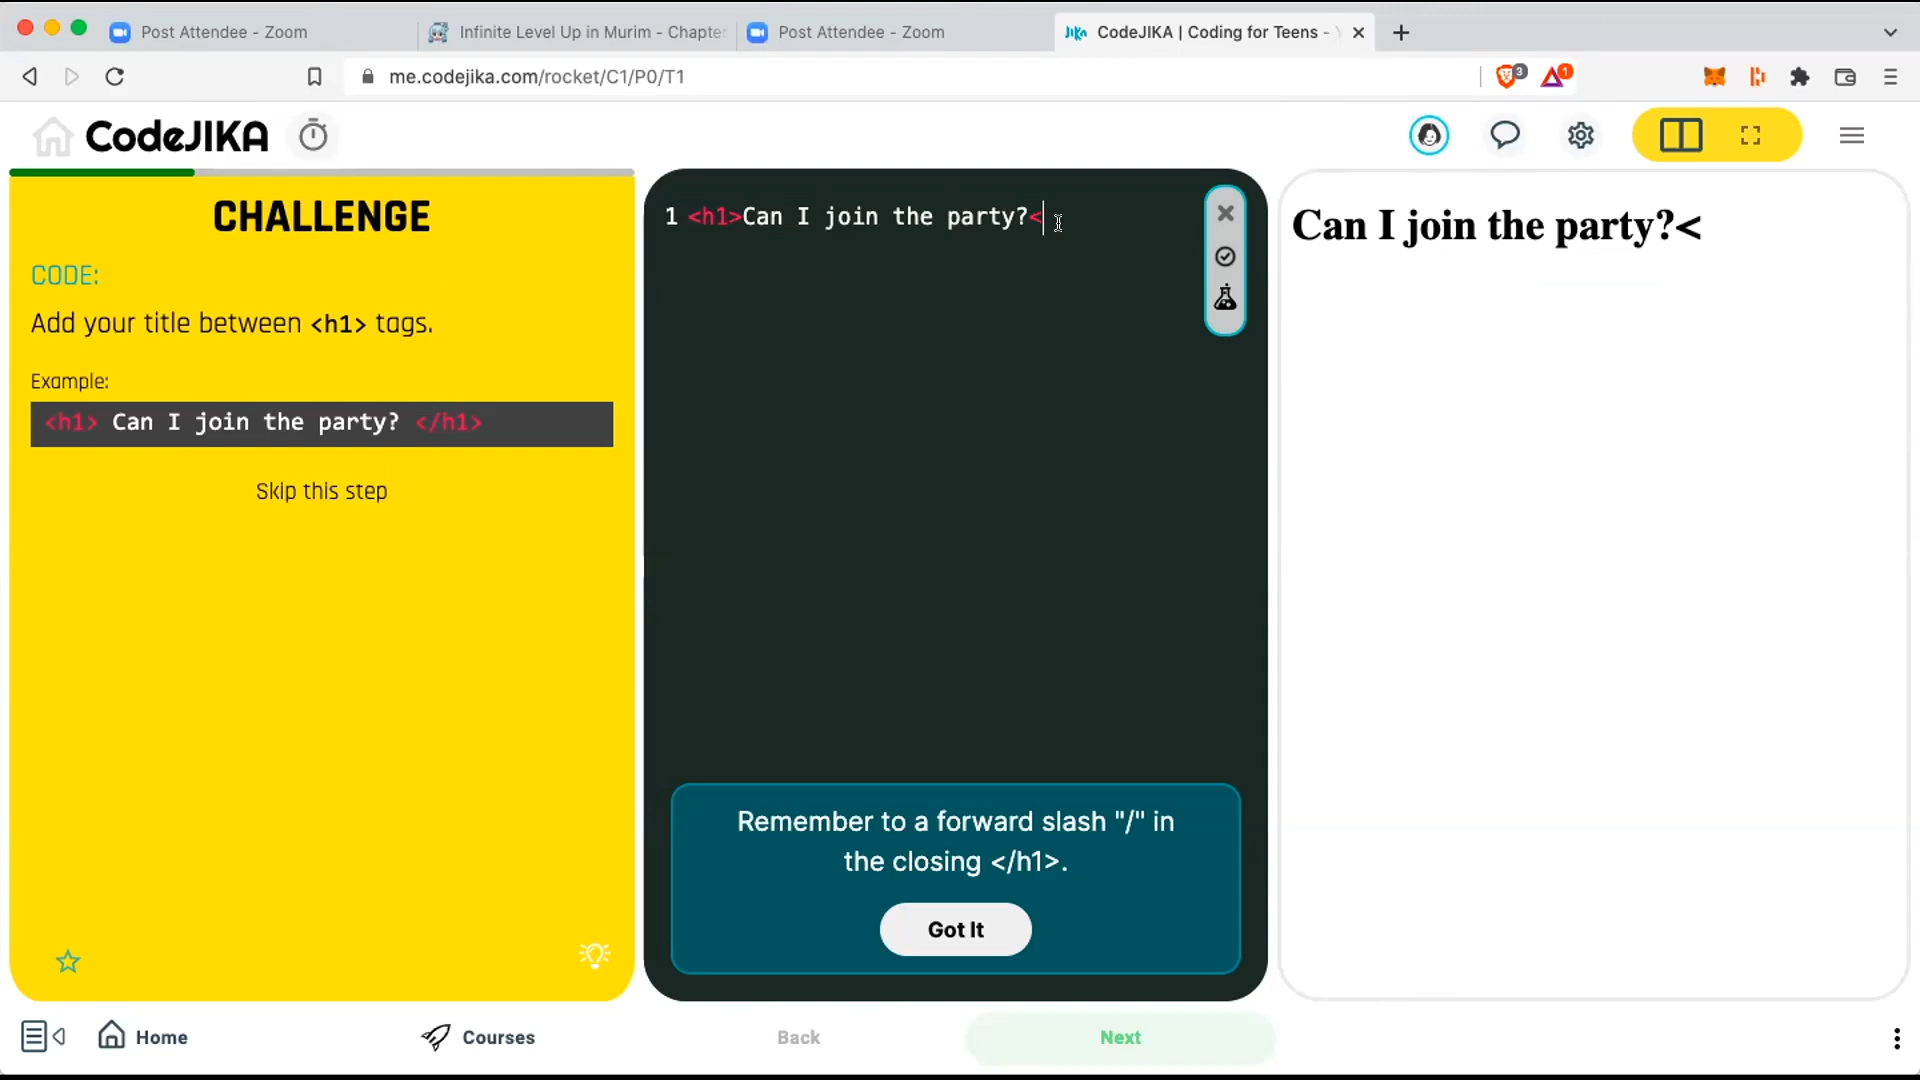 Post Attendee - Zoom
Infinite Level Up in Murim - Chapter
Post Attendee - Zoom
CodeJIKA | Coding for Teens -
me.codejika.com/rocket/C1/P0/T1
3
1
CodeJIKA
CHALLENGE
CODE:
Add your title between <h1> tags.
Example:
<h1> Can I join the party? </h1>
Skip this step
1 <h1>Can I join the party?<
Can I join the party?<
Remember to a forward slash "/" in
the closing </h1>.
Got It
Home
Courses
Back
Next